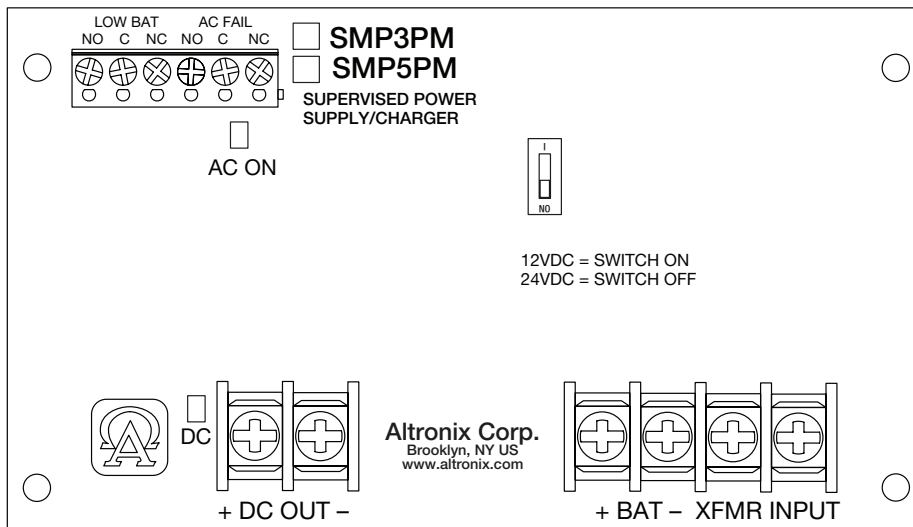 LOW BAT AC FAIL
NO C NC NO C NC
SMP3PM
SMP5PM
SUPERVISED POWER
SUPPLY/CHARGER
AC ON
1
NO
12VDC = SWITCH ON
24VDC = SWITCH OFF
DC
Altronix Corp.
Brooklyn, NY US
www.altronix.com
+ DC OUT –
+ BAT – XFMR INPUT